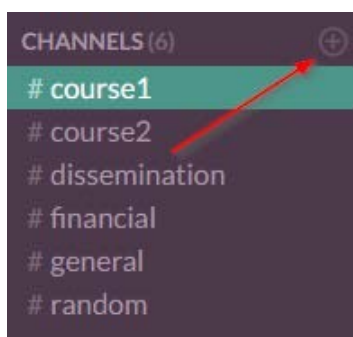 CHANNELS (6)
# course1
# course2
# dissemination
# financial
# general
# random